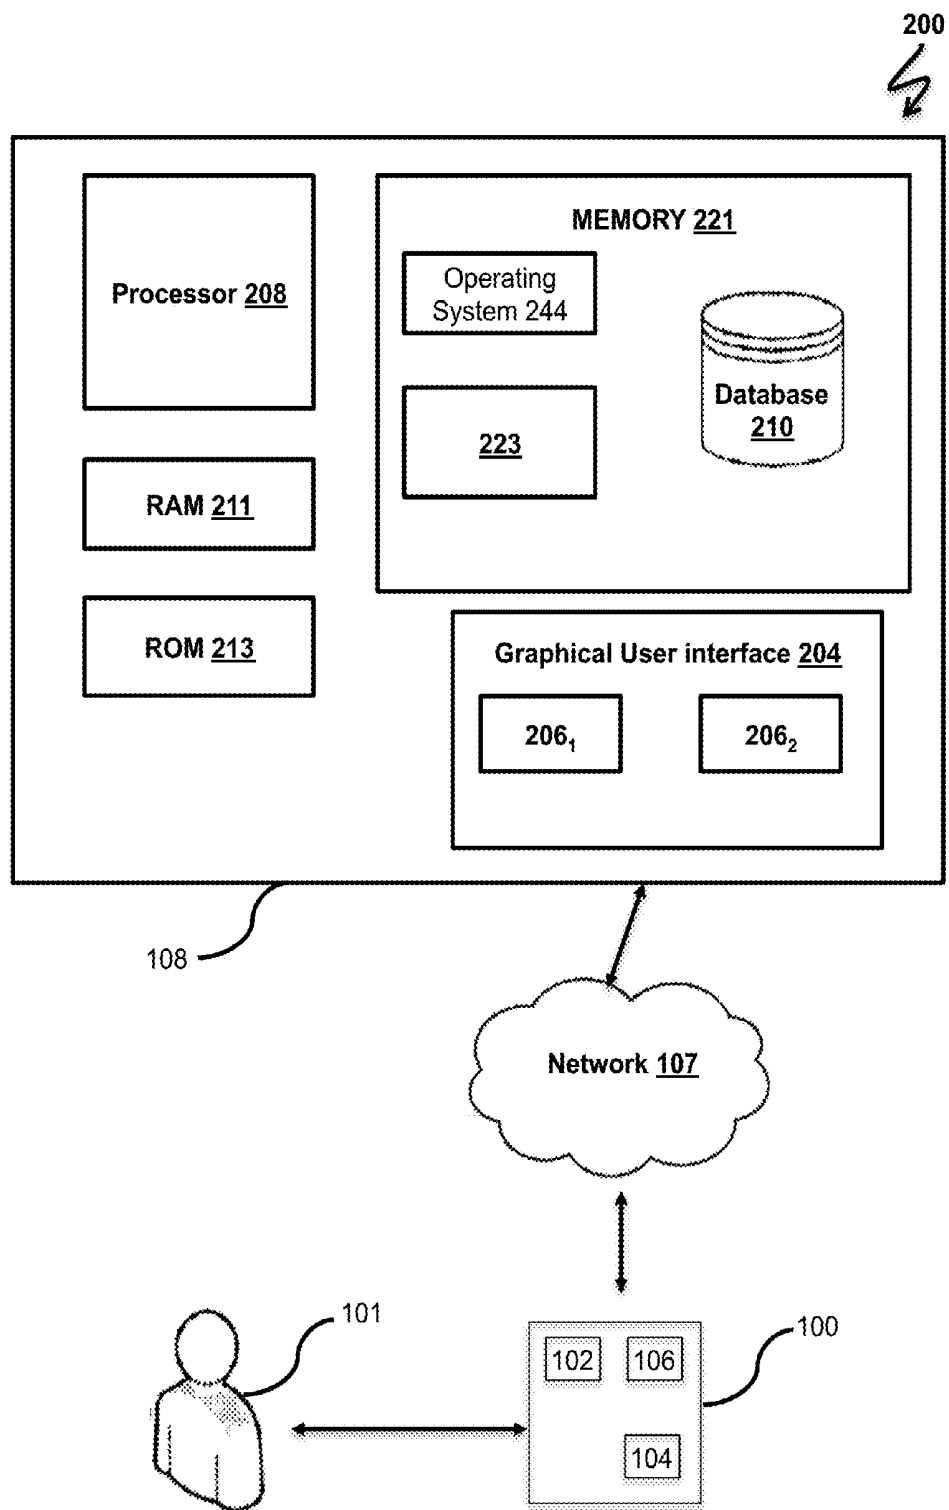 200
Processor 208
MEMORY 221
Operating
System 244
Database
210
223
RAM 211
ROM 213
Graphical User interface 204
206₁
206₂
108
Network 107
101
100
102
106
104